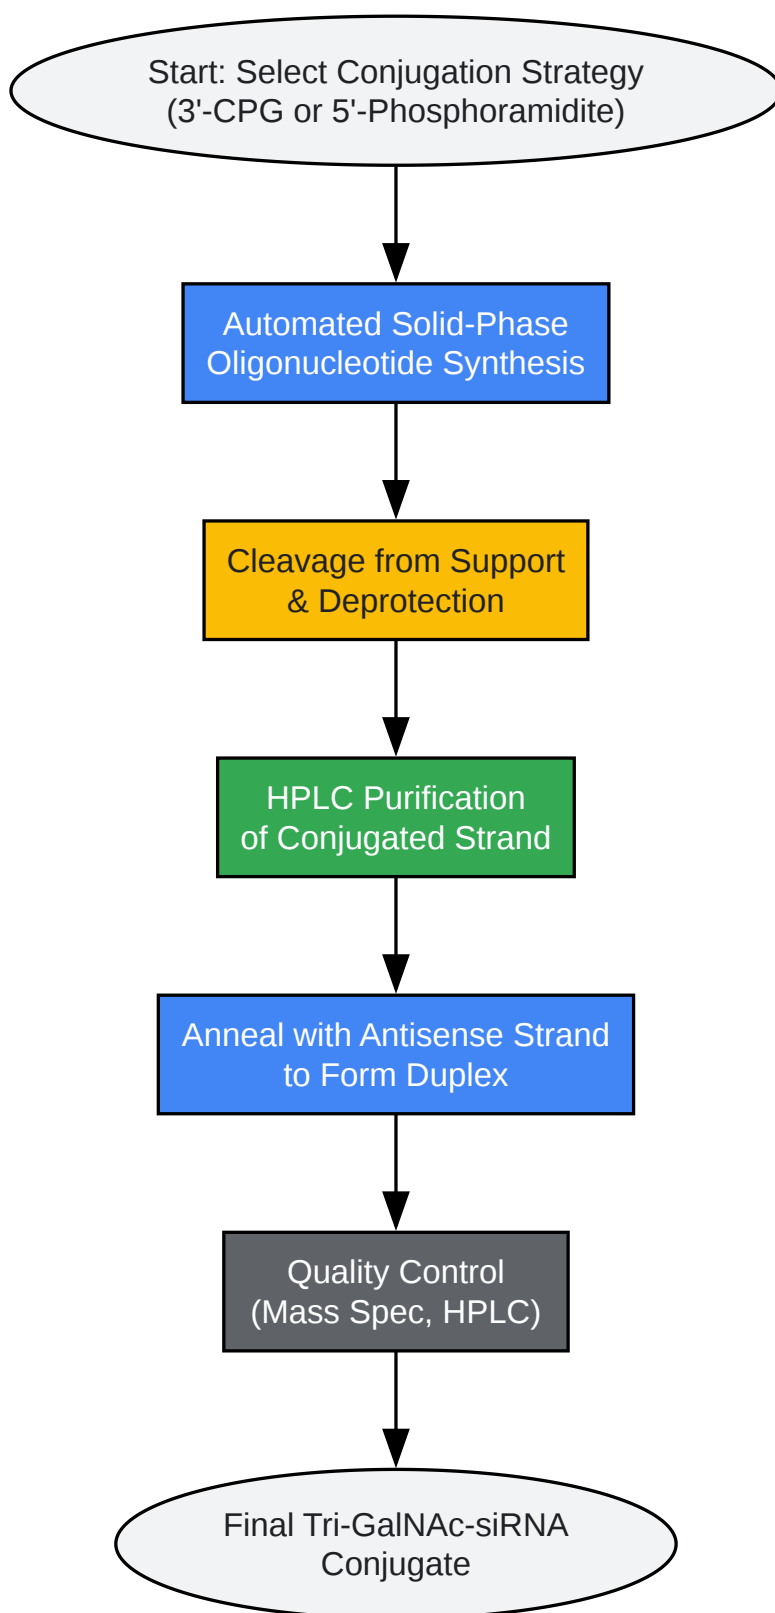 Start: Select Conjugation Strategy
(3'-CPG or 5'-Phosphoramidite)
Automated Solid-Phase
Oligonucleotide Synthesis
Cleavage from Support
& Deprotection
HPLC Purification
of Conjugated Strand
Anneal with Antisense Strand
to Form Duplex
Quality Control
(Mass Spec, HPLC)
Final Tri-GalNAc-siRNA
Conjugate